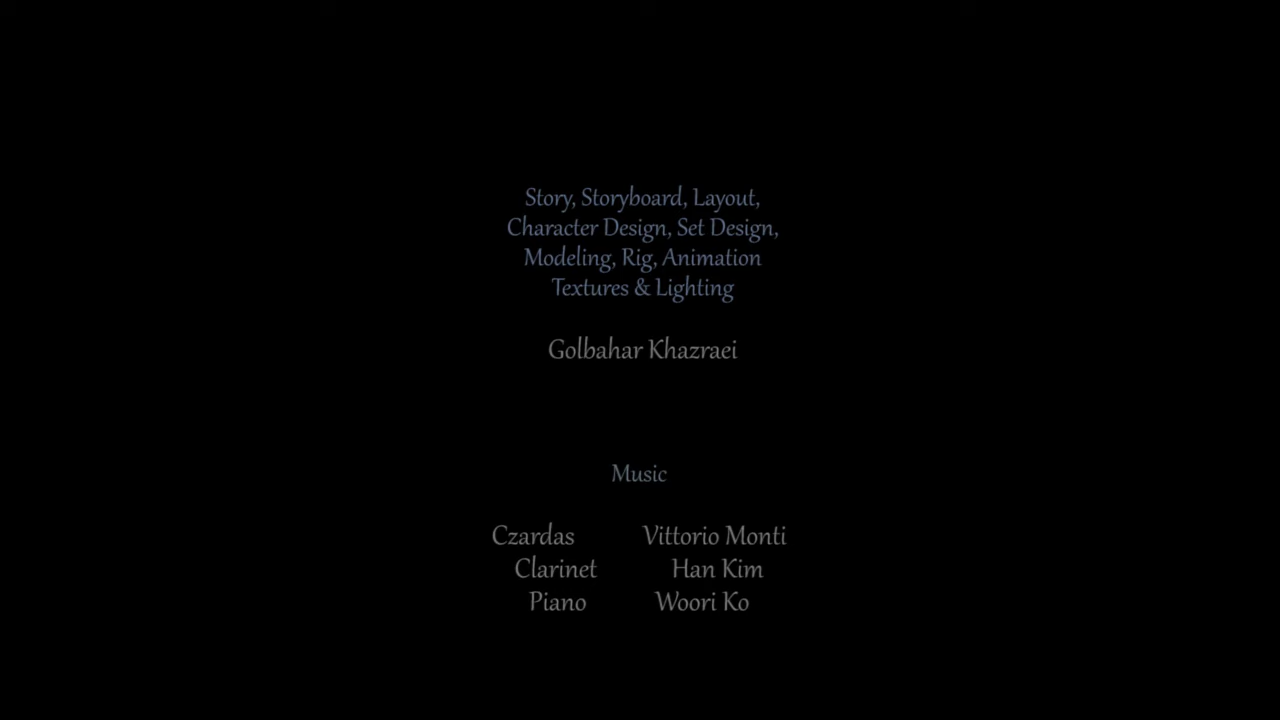 Story, Storyboard, Layout,
Character Design, Set Design,
Modeling, Rig, Animation
Textures & Lighting
Golbahar Khazraei
Music
Czardas Vittorio Monti
Clarinet Han Kim
Piano Woori Ko